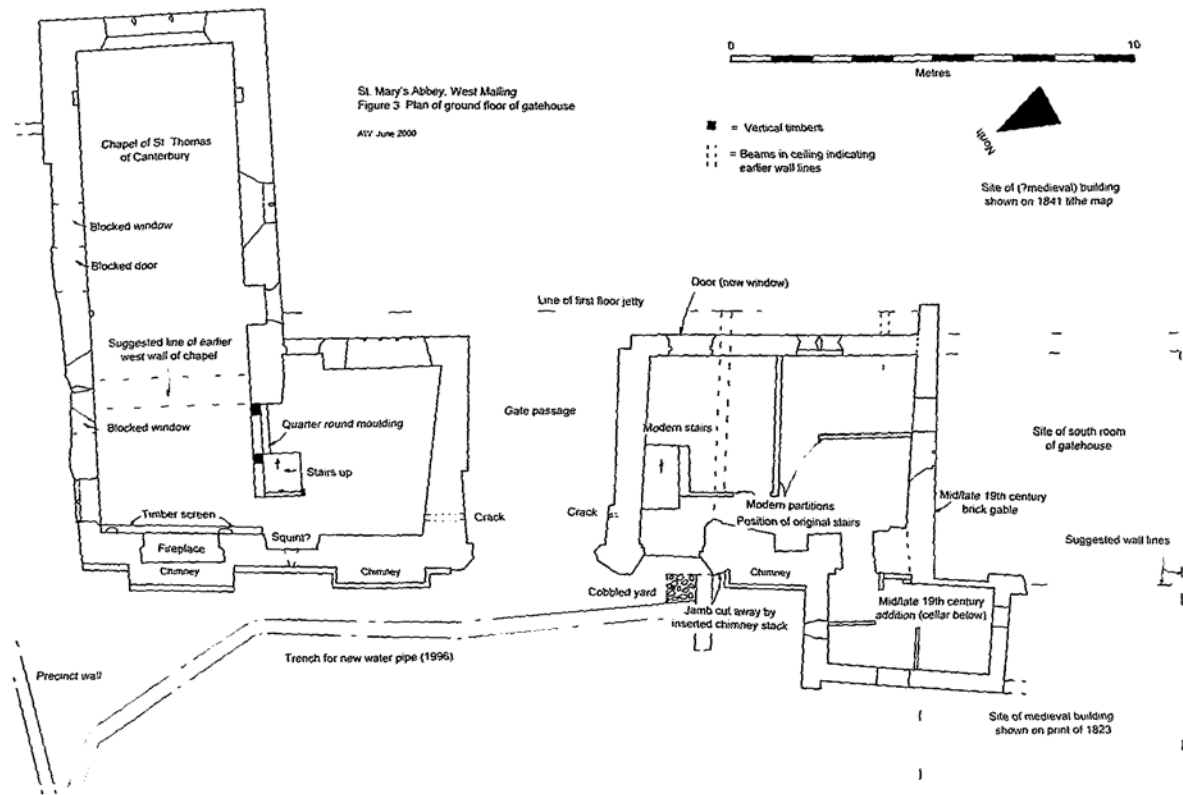 0
10
Metres
St. Mary's Abbey, West Malling
Figure 3 Plan of ground floor of gatehouse
AW June 2000
= Vertical timbers
= Beams in ceiling indicating
earlier wall lines
North
Site of (?medieval) building
shown on 1841 tithe map
Chapel of St Thomas
of Canterbury
Blocked window
Blocked door
Door (now window)
Line of first floor jetty
Suggested line of earlier
west wall of chapel
Gate passage
Blocked window
Quarter round moulding
Modern stairs
Site of south room
of gatehouse
Stairs up
Mid/late 19th century
brick gable
Timber screen
Crack
Crack
Modern partitions
Position of original stairs
Squint?
Fireplace
Suggested wall lines
Chimney
Chimney
Chimney
Cobbled yard
Jamb cut away by
inserted chimney stack
Mid/late 19th century
addition (cellar below)
Trench for new water pipe (1996)
Precinct wall
Site of medieval building
shown on print of 1823